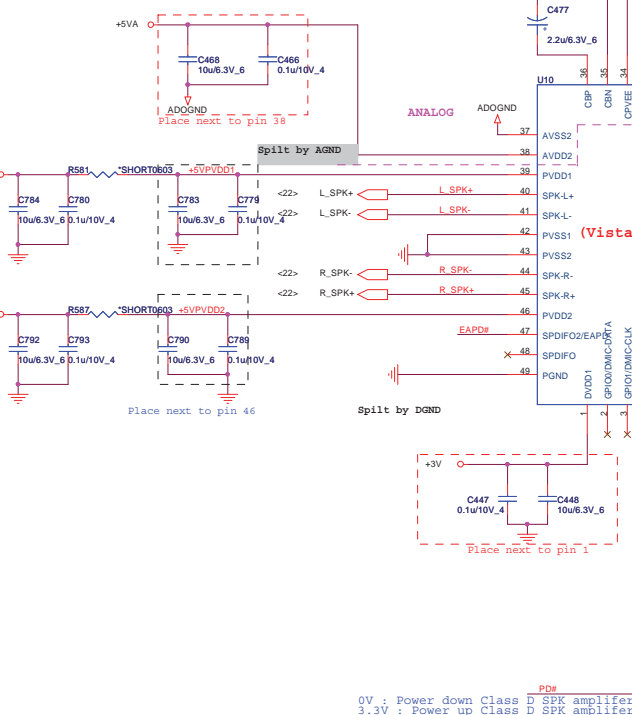 C477
2.2u/6.3V_6
+5VA
C468
10u/6.3V_6
C466
0.1u/10V_4
ADOGND
Place next to pin 38
ANALOG
ADOGND
U10
36
35
34
CBP
CBN
CPVEE
Spilt by AGND
37 AVSS2
38 AVDD2
39 PVDD1
40 SPK-L+
41 SPK-L-
42 PVSS1
43 PVSS2
44 SPK-R-
45 SPK-R+
46 PVDD2
47 SPDIFO2/EAPD
48 SPDIFO
49 PGND
(Vista
R581
*SHORT0603
+5VPVDD1
C784
10u/6.3V_6
C780
0.1u/10V_4
C783
10u/6.3V_6
C779
0.1u/10V_4
<22> L_SPK+ L_SPK+
<22> L_SPK- L_SPK-
<22> R_SPK- R_SPK-
<22> R_SPK+ R_SPK+
R587
*SHORT0603
+5VPVDD2
C792
10u/6.3V_6
C793
0.1u/10V_4
C790
10u/6.3V_6
C789
0.1u/10V_4
EAPD#
Place next to pin 46
Spilt by DGND
DVDD1
GPIO0/DMIC-DATA
GPIO1/DMIC-CLK
1
2
3
+3V
C447
0.1u/10V_4
C448
10u/6.3V_6
Place next to pin 1
PD#
0V : Power down Class D SPK amplifer
3.3V : Power up Class D SPK amplifer